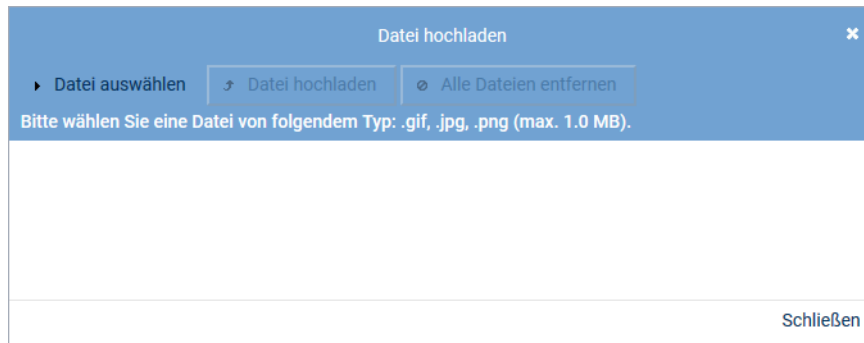 Datei hochladen
Datei auswählen Datei hochladen Alle Dateien entfernen
Bitte wählen Sie eine Datei von folgendem Typ: .gif, .jpg, .png (max. 1.0 MB).
Schließen